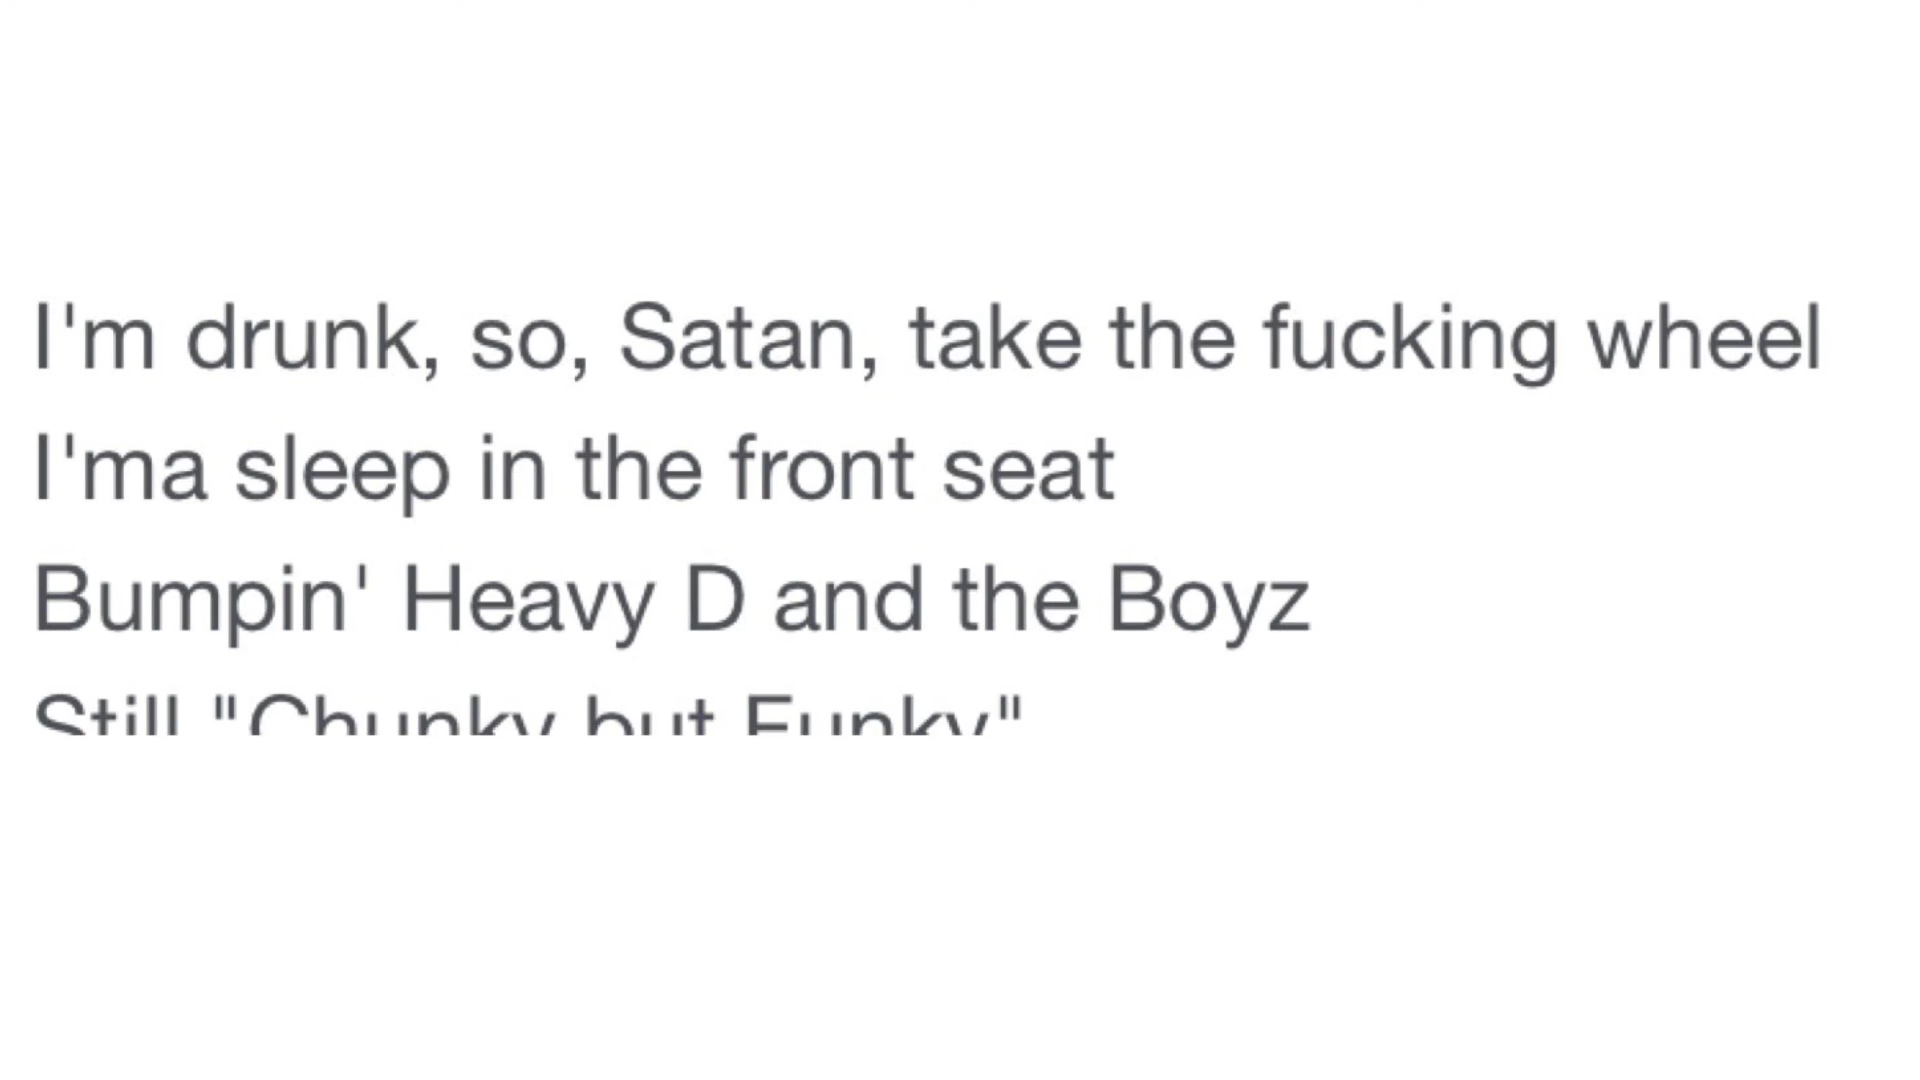 I'm drunk, so, Satan, take the fucking wheel
I'ma sleep in the front seat
Bumpin' Heavy D and the Boyz
Still "Chunky but Funky"